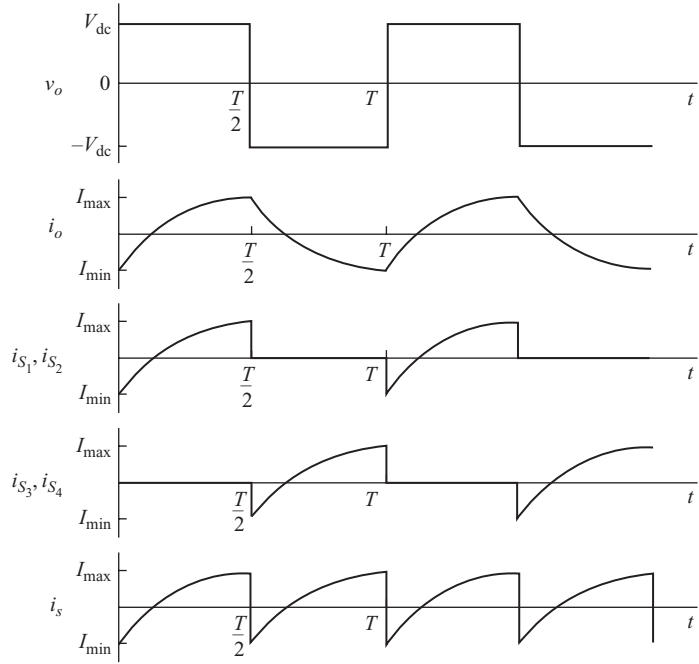 V_dc
v_o 0 T/2 T t
−V_dc
I_max
i_o T/2 T t
I_min
I_max
i_S1, i_S2 T/2 T t
I_min
I_max
i_S3, i_S4 T/2 T t
I_min
I_max
i_s T/2 T t
I_min